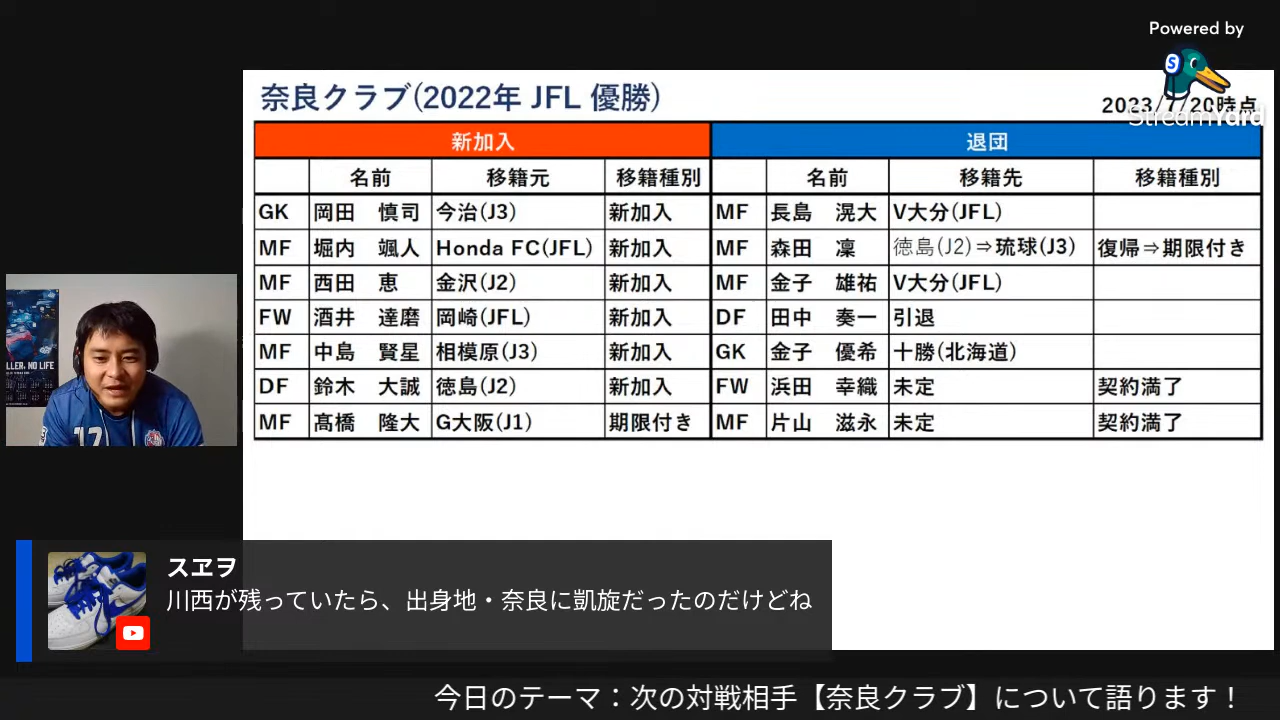 Powered by
StreamYard
奈良クラブ(2022年 JFL 優勝)
2023/7/20時点
新加入 退団
名前 移籍元 移籍種別 名前 移籍先 移籍種別
GK 岡田 慎司 今治(J3) 新加入 MF 長島 滉大 V大分(JFL)
MF 堀内 颯人 Honda FC(JFL) 新加入 MF 森田 凜 徳島(J2)⇒琉球(J3) 復帰⇒期限付き
MF 西田 恵 金沢(J2) 新加入 MF 金子 雄祐 V大分(JFL)
FW 酒井 達磨 岡崎(JFL) 新加入 DF 田中 奏一 引退
MF 中島 賢星 相模原(J3) 新加入 GK 金子 優希 十勝(北海道)
DF 鈴木 大誠 徳島(J2) 新加入 FW 浜田 幸織 未定 契約満了
MF 髙橋 隆大 G大阪(J1) 期限付き MF 片山 滋永 未定 契約満了
LLER, NO LIFE
17
スヱヲ
川西が残っていたら、出身地・奈良に凱旋だったのだけどね
今日のテーマ：次の対戦相手【奈良クラブ】について語ります！